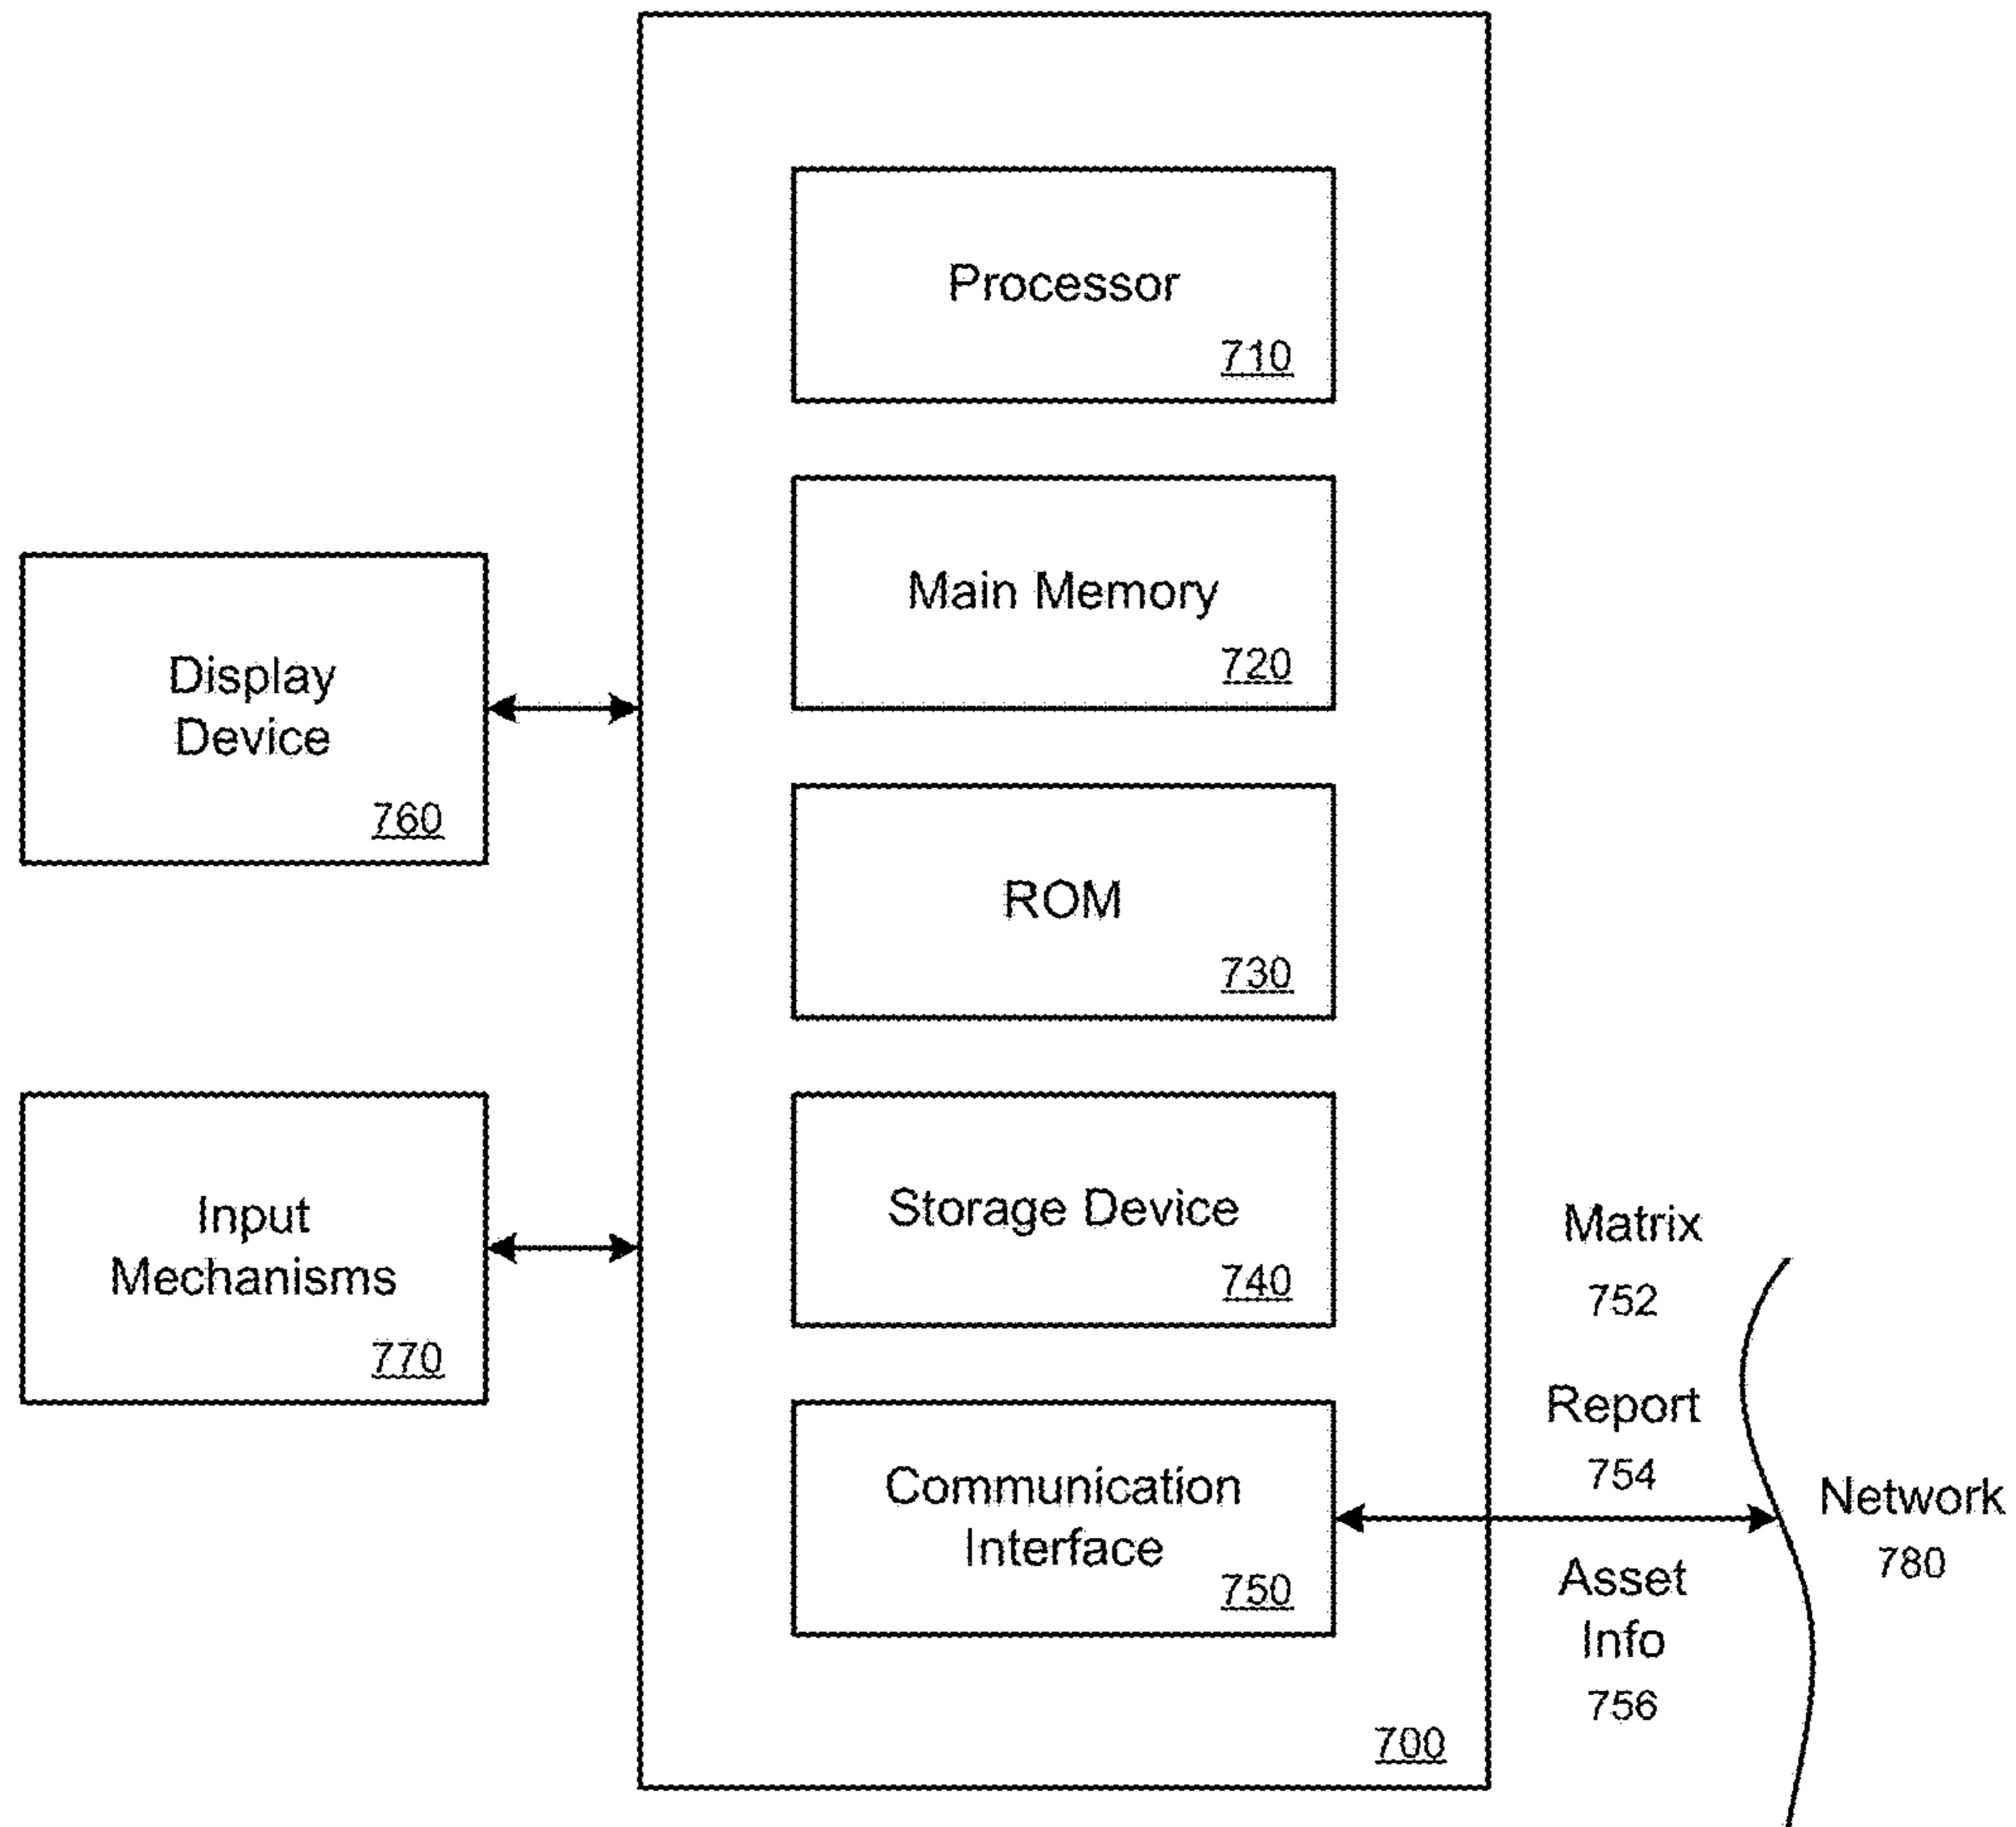 Processor
710
Main Memory
720
Display
Device
760
ROM
730
Input
Mechanisms
770
Storage Device
740
Matrix
752
Report
754
Communication
Interface
750
Network
780
Asset
Info
756
700